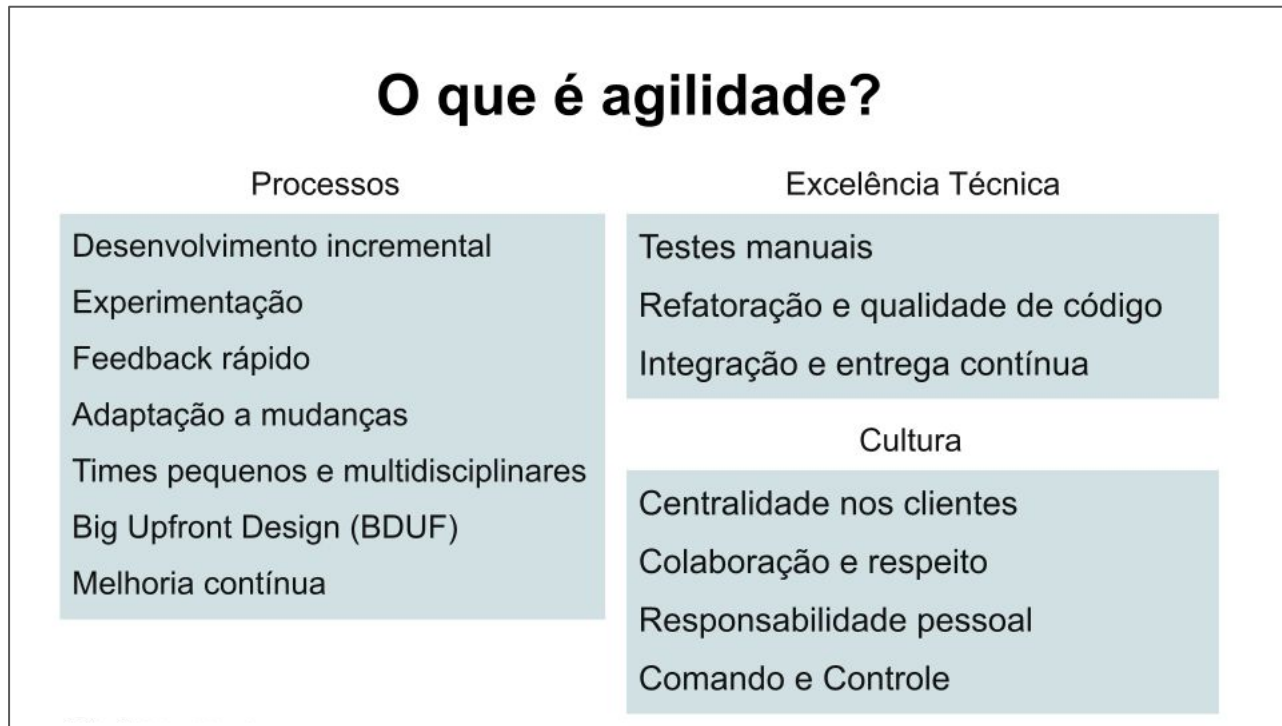 O que é agilidade?
Processos
Desenvolvimento incremental
Experimentação
Feedback rápido
Adaptação a mudanças
Times pequenos e multidisciplinares
Big Upfront Design (BDUF)
Melhoria contínua
Excelência Técnica
Testes manuais
Refatoração e qualidade de código
Integração e entrega contínua
Cultura
Centralidade nos clientes
Colaboração e respeito
Responsabilidade pessoal
Comando e Controle